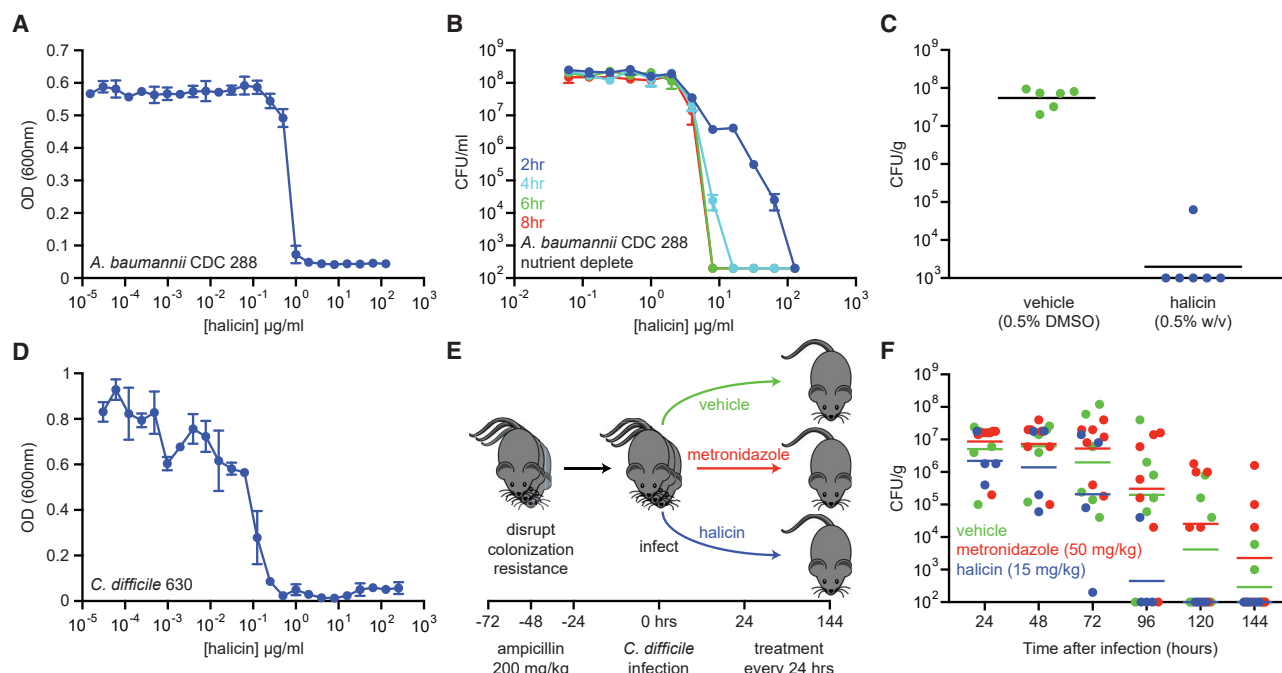 A
0.7
0.6
0.5
0.4
0.3
0.2
0.1
0
OD (600nm)
A. baumannii CDC 288
10-5 10-4 10-3 10-2 10-1 100 101 102 103
[halicin] µg/ml
B
109
108
107
106
105
104
103
102
CFU/ml
2hr
4hr
6hr
8hr
A. baumannii CDC 288
nutrient deplete
10-2 10-1 100 101 102 103
[halicin] µg/ml
C
109
108
107
106
105
104
103
CFU/g
vehicle
(0.5% DMSO)
halicin
(0.5% w/v)
D
1
0.8
0.6
0.4
0.2
0
OD (600nm)
C. difficile 630
10-5 10-4 10-3 10-2 10-1 100 101 102 103
[halicin] µg/ml
E
vehicle
metronidazole
halicin
disrupt
colonization
resistance
infect
-72 -48 -24 0 hrs 24 144
ampicillin
200 mg/kg
C. difficile
infection
treatment
every 24 hrs
F
109
108
107
106
105
104
103
102
CFU/g
vehicle
metronidazole (50 mg/kg)
halicin (15 mg/kg)
24 48 72 96 120 144
Time after infection (hours)